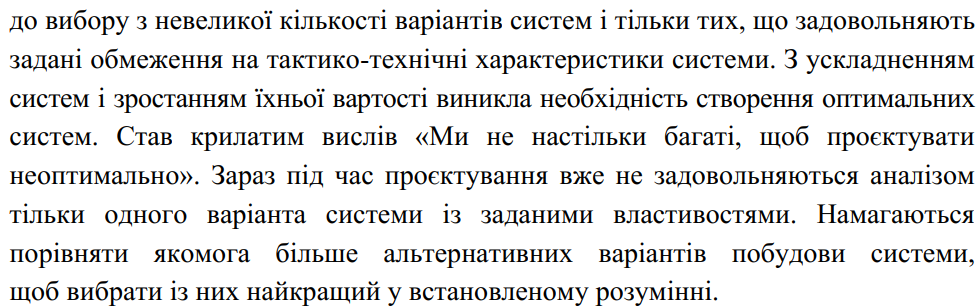 до вибору з невеликої кількості варіантів систем і тільки тих, що задовольняють
задані обмеження на тактико-технічні характеристики системи. З ускладненням
систем і зростанням їхньої вартості виникла необхідність створення оптимальних
систем. Став крилатим вислів «Ми не настільки багаті, щоб проєктувати
неоптимально». Зараз під час проєктування вже не задовольняються аналізом
тільки одного варіанта системи із заданими властивостями. Намагаються
порівняти якомога більше альтернативних варіантів побудови системи,
щоб вибрати із них найкращий у встановленому розумінні.